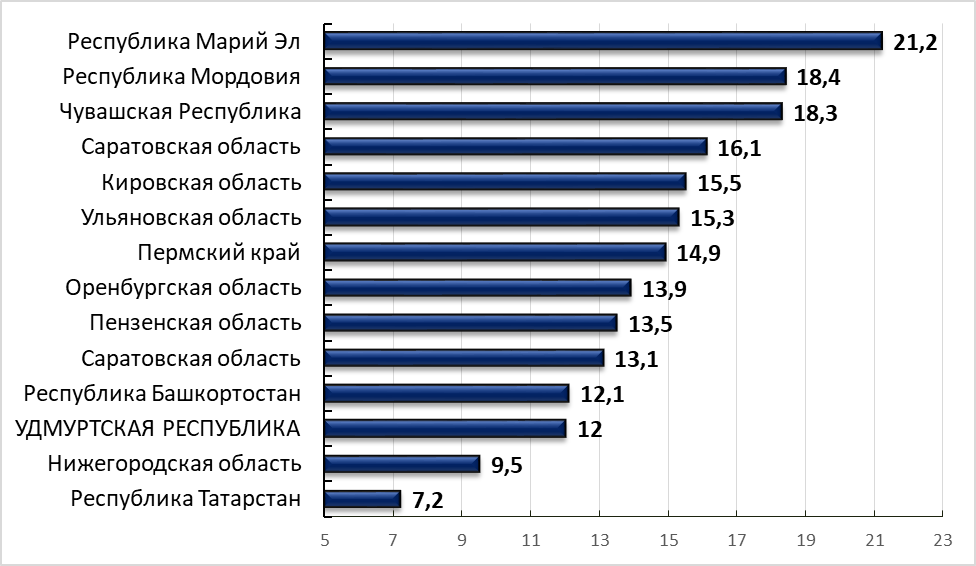 Республика Марий Эл 21,2
Республика Мордовия 18,4
Чувашская Республика 18,3
Саратовская область 16,1
Кировская область 15,5
Ульяновская область 15,3
Пермский край 14,9
Оренбургская область 13,9
Пензенская область 13,5
Саратовская область 13,1
Республика Башкортостан 12,1
УДМУРТСКАЯ РЕСПУБЛИКА 12
Нижегородская область 9,5
Республика Татарстан 7,2
5 7 9 11 13 15 17 19 21 23